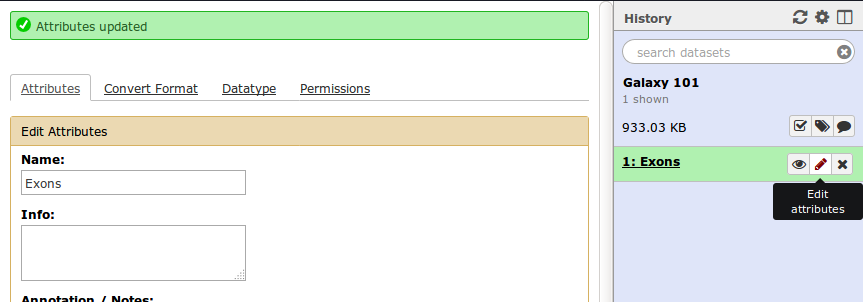 Attributes updated
Attributes Convert Format Datatype Permissions
Edit Attributes
Name:
Exons
Info:
Annotation / Notes:
History
search datasets
Galaxy 101
1 shown
933.03 KB
1: Exons
Edit
attributes